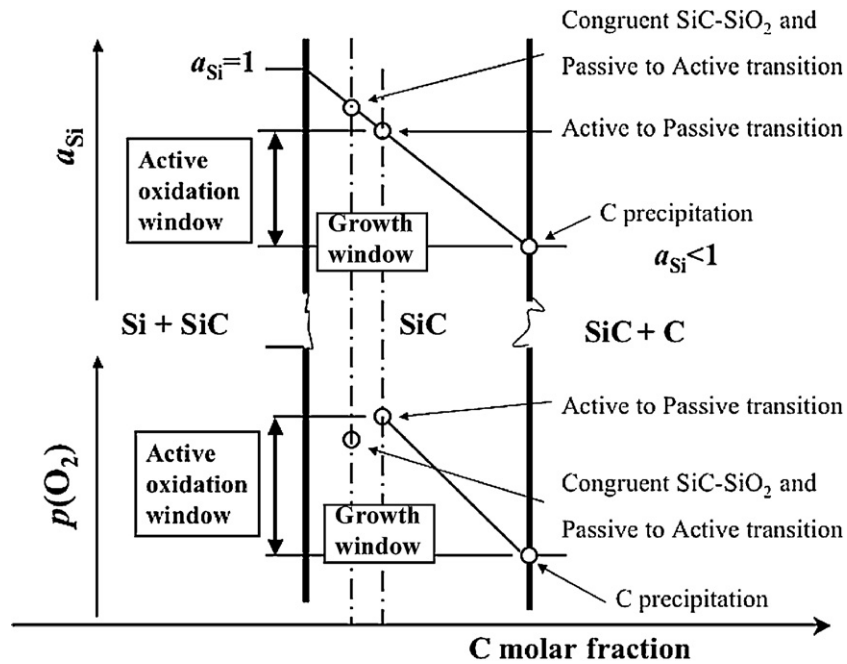 Congruent SiC-SiO₂ and
Passive to Active transition
aSi=1
Active to Passive transition
aSi
Active
oxidation
window
Growth
window
C precipitation
aSi<1
Si + SiC
SiC
SiC + C
Active to Passive transition
p(O₂)
Active
oxidation
window
Congruent SiC-SiO₂ and
Passive to Active transition
Growth
window
C precipitation
C molar fraction